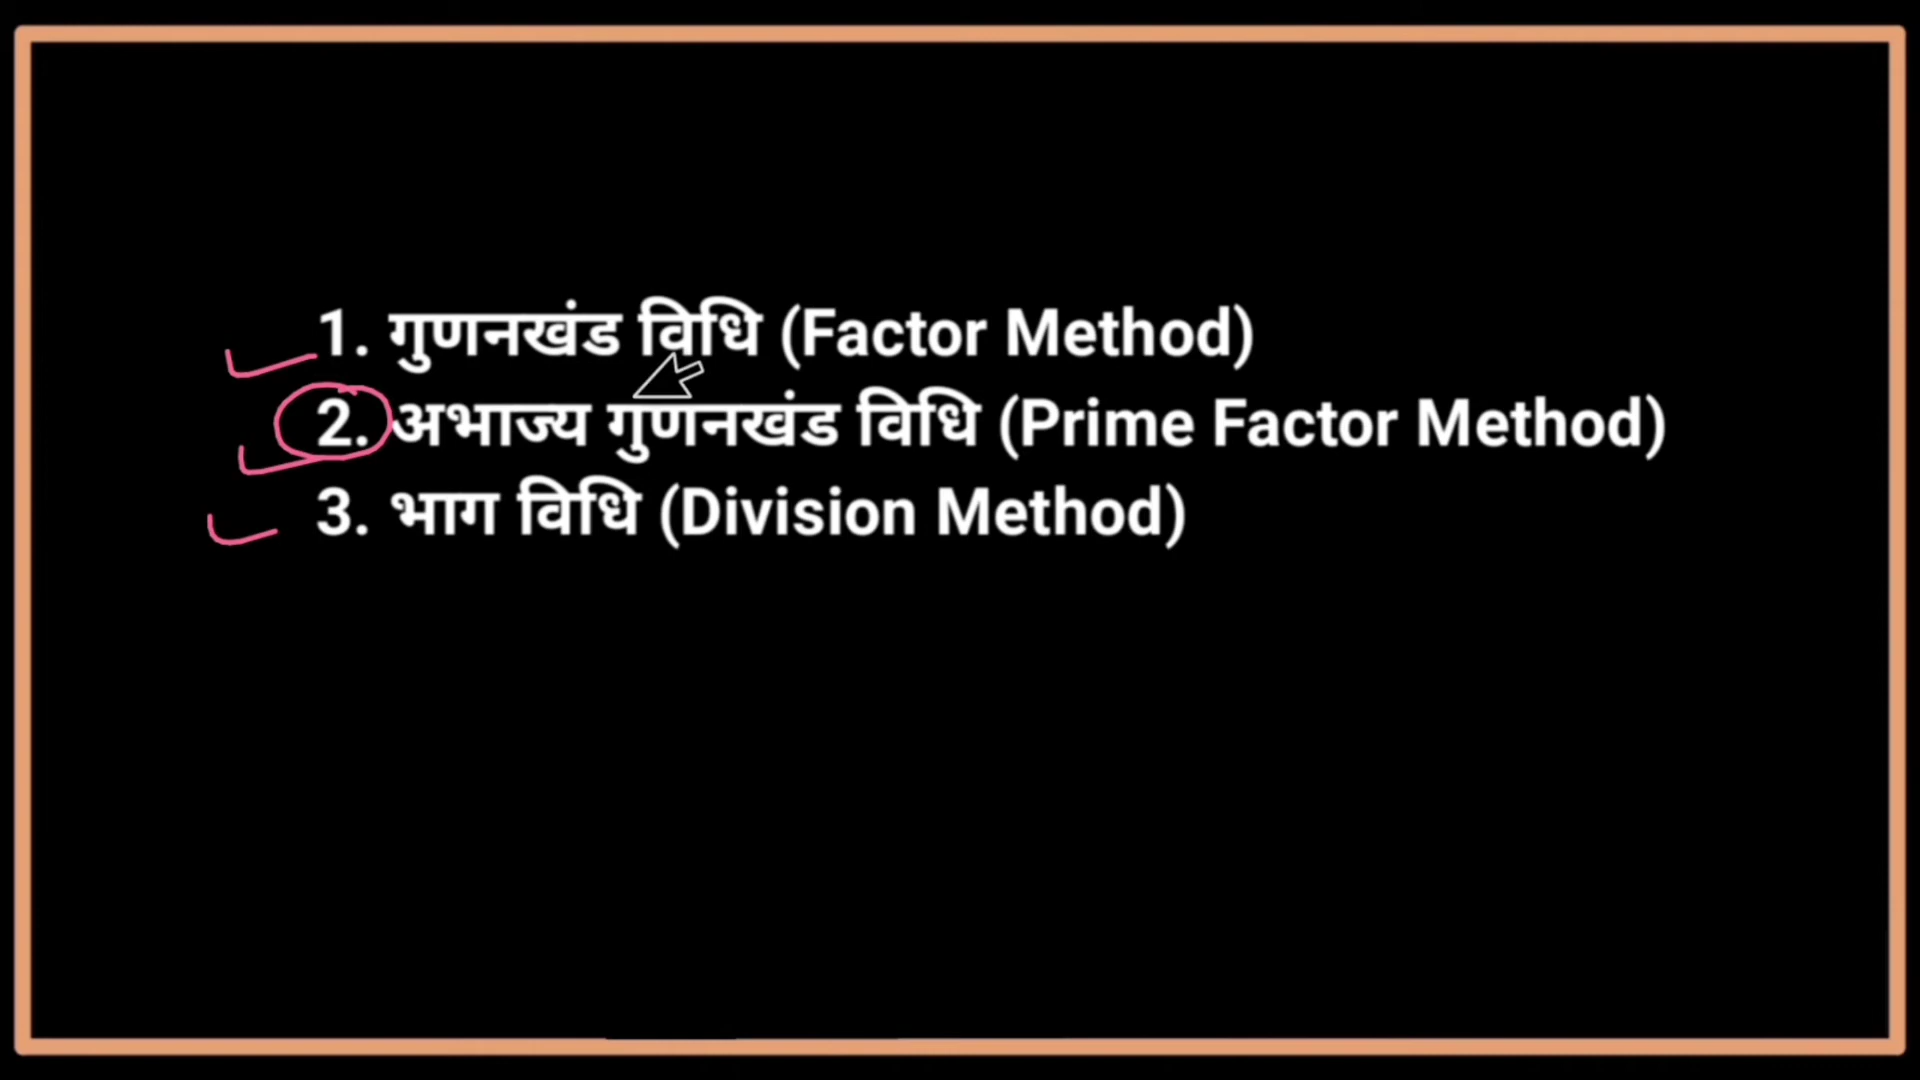 1. गुणनखंड विधि (Factor Method)
2. अभाज्य गुणनखंड विधि (Prime Factor Method)
3. भाग विधि (Division Method)